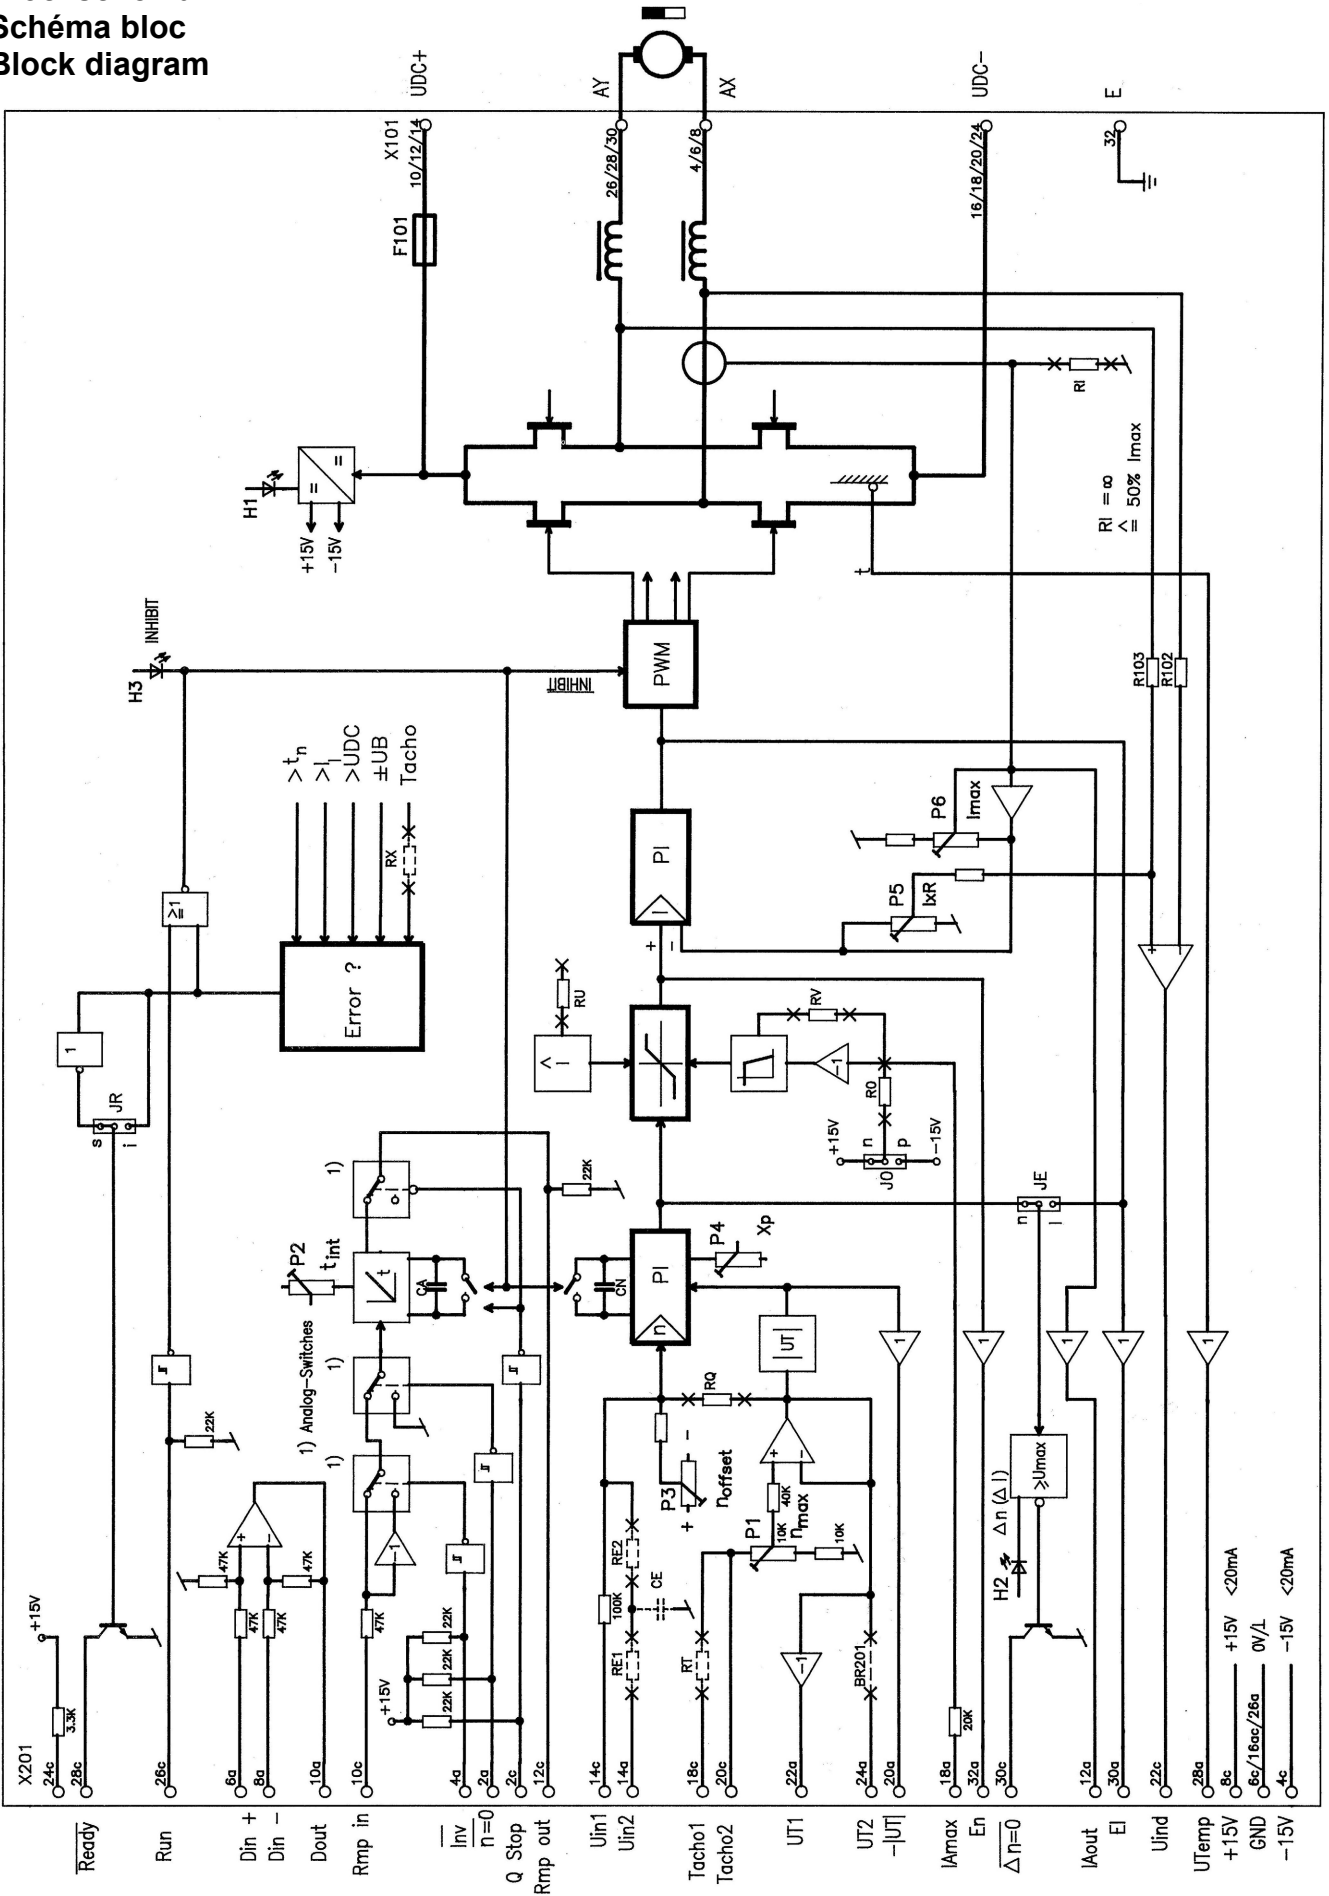 Schéma bloc
Block diagram
UDC+
AY
AX
UDC−
E
X101
10/12/14
26/28/30
4/6/8
16/18/20/24
32
F101
H1
+15V
−15V
=
=
RI
RI = ∞
≙ 50% Imax
t
H3
INHIBIT
INHIBIT
PWM
R103
R102
>tn
>I
>UDC
±UB
Tacho
RX
≥1
Error ?
1
JR
s
i
PI
I
+
−
P6
Imax
P5
IxR
RU
Î
RV
−1
R0
+15V
n
p
−15V
J0
JE
n
I
1)
22K
P2
tint
t
CA
CN
PI
n
P4
Xp
1) Analog−Switches
1)
1)
|UT|
RQ
P3
+
−
noffset
40K
P1
10K
nmax
10K
+
−
1
1
1
1
1
22K
+15V
3.3K
47K
47K
47K
47K
+
−
47K
−1
+15V
22K
22K
22K
100K
RE2
RE1
CE
RT
−1
BR201
20K
H2
Δn (Δ I)
≥Umax
X201
24c
28c
Ready
26c
Run
6a
Din +
8a
Din −
10a
Dout
10c
Rmp in
4a
Inv
2a
n=0
2c
Q Stop
12c
Rmp out
14c
Uin1
14a
Uin2
18c
Tacho1
20c
Tacho2
22a
UT1
24a
UT2
20a
−|UT|
18a
IAmax
32a
En
30c
Δn=0
12a
IAout
30a
EI
22c
Uind
28a
UTemp
8c
+15V
+15V <20mA
6c/16ac/26a
GND
0V/⊥
4c
−15V
−15V <20mA